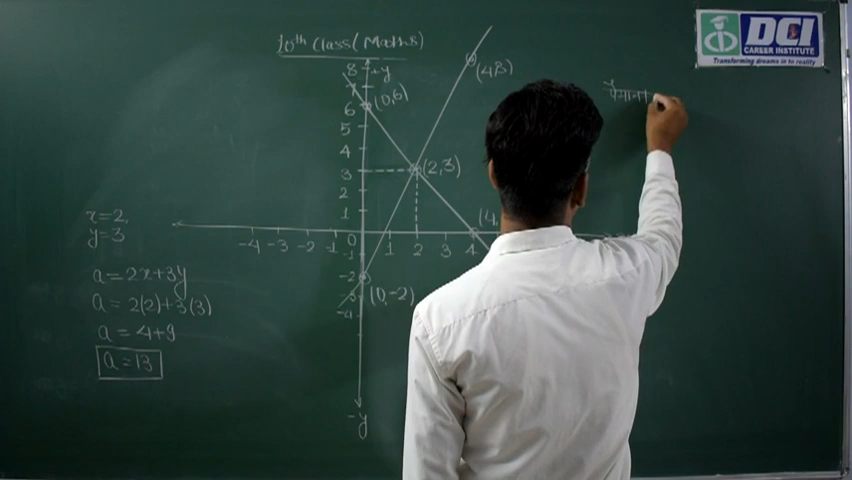 10th Class (Maths)
DCI
CAREER INSTITUTE
Transforming dreams in to reality
पैमाना
+y
8
7
6
5
4
3
2
1
(0,6)
(4,8)
(2,3)
(4,
-4 -3 -2 -1 0 1 2 3 4
-1
-2
-3
-4
(0,-2)
-y
x=2,
y=3
a=2x+3y
a=2(2)+3(3)
a=4+9
a=13